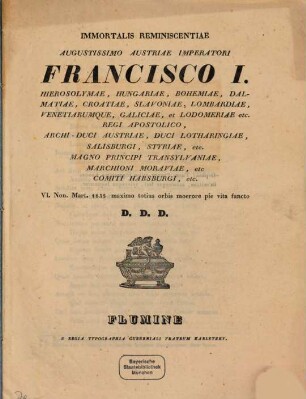 IMMORTALIS REMINISCENTIAE
AUGUSTISSIMO AUSTRIAE IMPERATORI
FRANCISCO I.
HIEROSOLYMAE, HUNGARIAE, BOHEMIAE, DAL-
MATIAE, CROATIAE, SLAVONIAE, LOMBARDIAE,
VENETIARUMQUE, GALICIAE, et LODOMERIAE etc.
REGI APOSTOLICO,
ARCHI-DUCI AUSTRIAE, DUCI LOTHARINGIAE,
SALISBURGI, STYRIAE, etc.
MAGNO PRINCIPI TRANSYLVANIAE,
MARCHIONI MORAVIAE, etc
COMITI HABSBURGI, etc.
VI. Non. Mart. 1835 maximo totius orbis moerore pie vita functo
D. D. D.
FLUMINE
E REGIA TYPOGRAPHIA GUBERNIALI FRATRUM KARLETZKY.
Bayerische
Staatsbibliothek
München